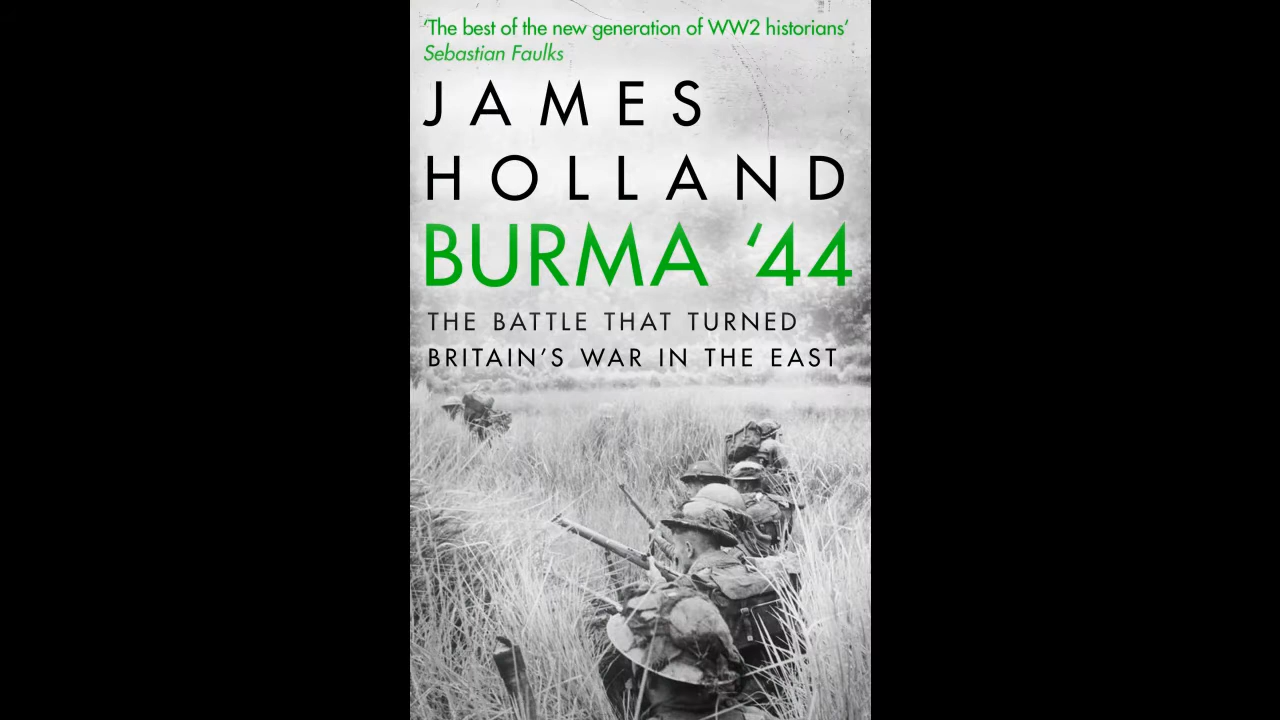 ‘The best of the new generation of WW2 historians’
Sebastian Faulks
JAMES
HOLLAND
BURMA ‘44
THE BATTLE THAT TURNED
BRITAIN’S WAR IN THE EAST